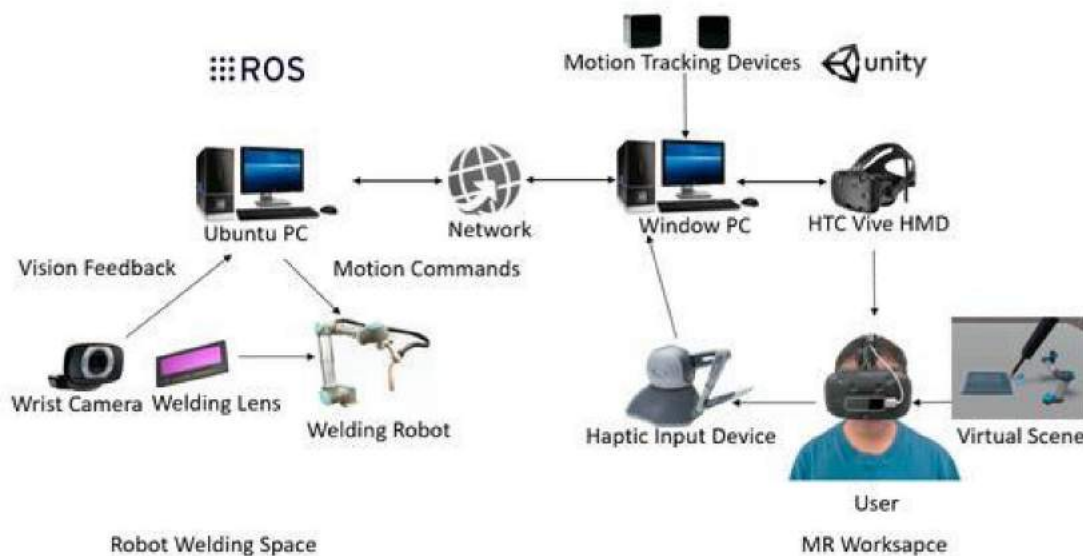 Motion Tracking Devices
ROS
unity
Ubuntu PC
Network
Window PC
HTC Vive HMD
Vision Feedback
Motion Commands
Wrist Camera
Welding Lens
Welding Robot
Haptic Input Device
Virtual Scene
User
Robot Welding Space
MR Worksapce